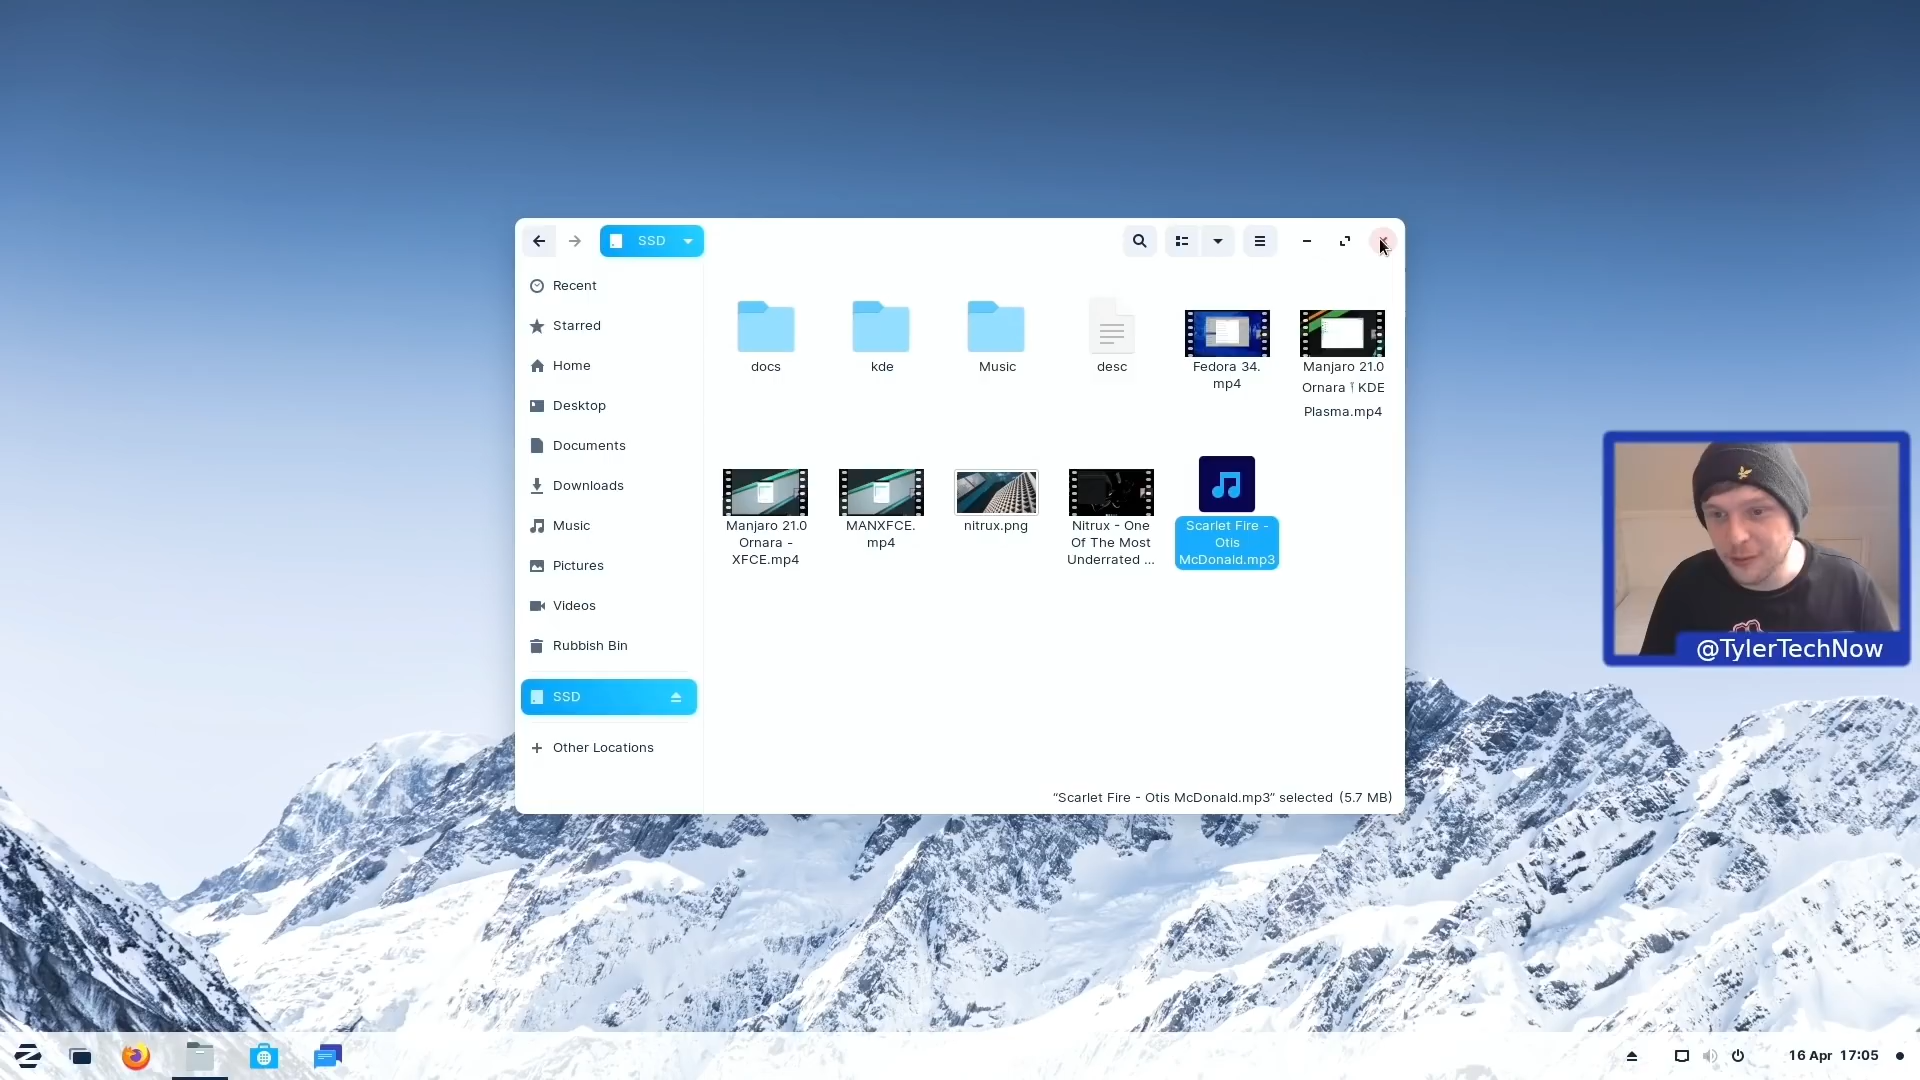 SSD
Recent
Starred
Home
Desktop
Documents
Downloads
Music
Pictures
Videos
Rubbish Bin
SSD
Other Locations
docs
kde
Music
desc
Fedora 34.
mp4
Manjaro 21.0
Ornara ᛉ KDE
Plasma.mp4
Manjaro 21.0
Ornara -
XFCE.mp4
MANXFCE.
mp4
nitrux.png
Nitrux - One
Of The Most
Underrated ...
Scarlet Fire -
Otis
McDonald.mp3
“Scarlet Fire - Otis McDonald.mp3” selected (5.7 MB)
@TylerTechNow
16 Apr 17:05